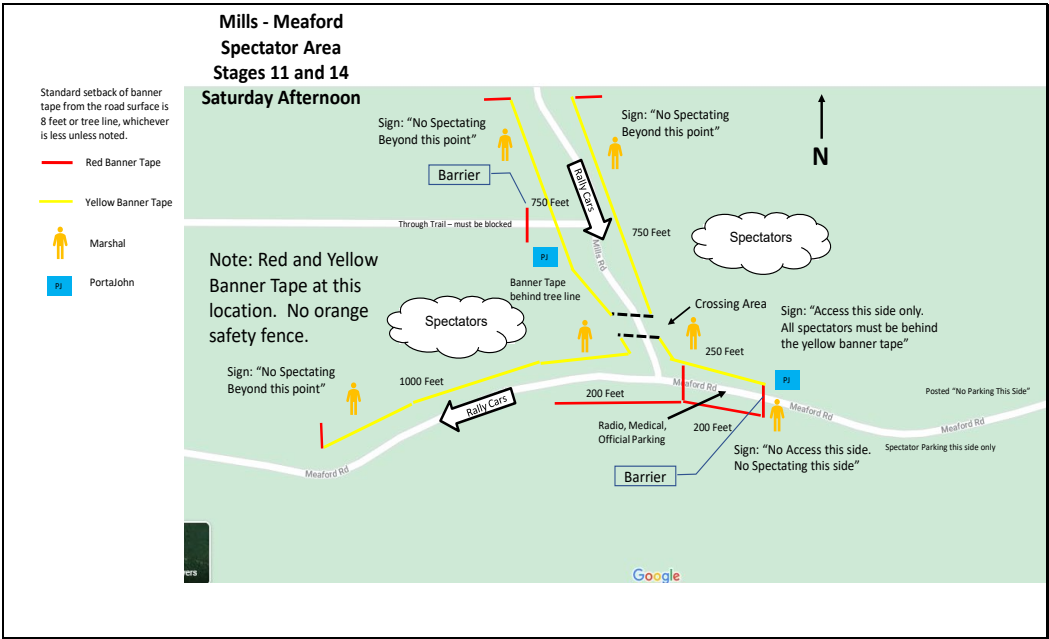 Mills - Meaford
Spectator Area
Stages 11 and 14
Saturday Afternoon
Standard setback of banner
tape from the road surface is
8 feet or tree line, whichever
is less unless noted.
Red Banner Tape
Yellow Banner Tape
Marshal
PJ
PortaJohn
Sign: “No Spectating
Beyond this point”
Sign: “No Spectating
Beyond this point”
N
Barrier
Rally Cars
750 Feet
Through Trail – must be blocked
750 Feet
Spectators
Mills Rd
PJ
Note: Red and Yellow
Banner Tape at this
location. No orange
safety fence.
Banner Tape
behind tree line
Spectators
Crossing Area
Sign: “Access this side only.
All spectators must be behind
the yellow banner tape”
250 Feet
Sign: “No Spectating
Beyond this point”
1000 Feet
Rally Cars
200 Feet
Meaford Rd
PJ
Posted “No Parking This Side”
Meaford Rd
Meaford Rd
Radio, Medical,
Official Parking
200 Feet
Spectator Parking this side only
Sign: “No Access this side.
No Spectating this side”
Meaford Rd
Barrier
vers
Google